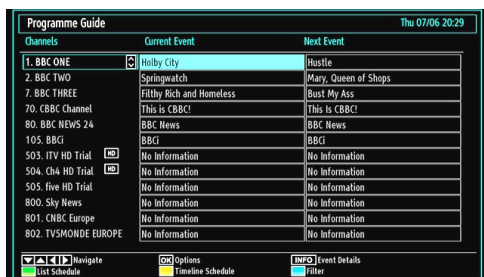 Programme Guide Thu 07/06 20:29
Channels Current Event Next Event
1. BBC ONE Holby City Hustle
2. BBC TWO Springwatch Mary, Queen of Shops
7. BBC THREE Filthy Rich and Homeless Bust My Ass
70. CBBC Channel This is CBBC! This Is CBBC!
80. BBC NEWS 24 BBC News BBC News
105. BBCi BBCi BBCi
503. ITV HD Trial HD No Information No Information
504. Ch4 HD Trial HD No Information No Information
505. five HD Trial No Information No Information
800. Sky News No Information No Information
801. CNBC Europe No Information No Information
802. TV5MONDE EUROPE No Information No Information
Navigate OK Options INFO Event Details
List Schedule Timeline Schedule Filter